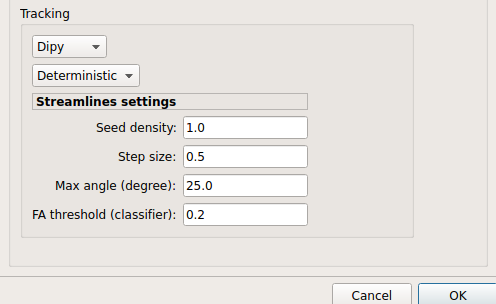 Tracking
Dipy
Deterministic
Streamlines settings
Seed density: 1.0
Step size: 0.5
Max angle (degree): 25.0
FA threshold (classifier): 0.2
Cancel OK